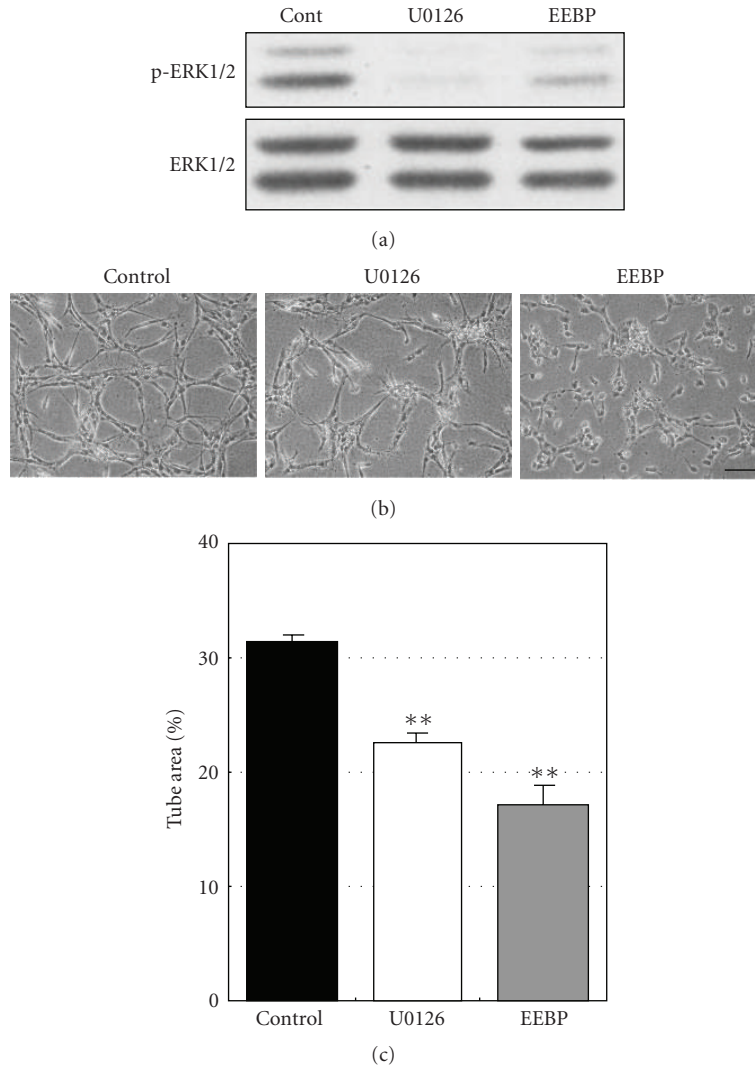 Cont U0126 EEBP
p-ERK1/2
ERK1/2
(a)
Control U0126 EEBP
(b)
40
30
20
10
0
Tube area (%)
**
**
Control U0126 EEBP
(c)